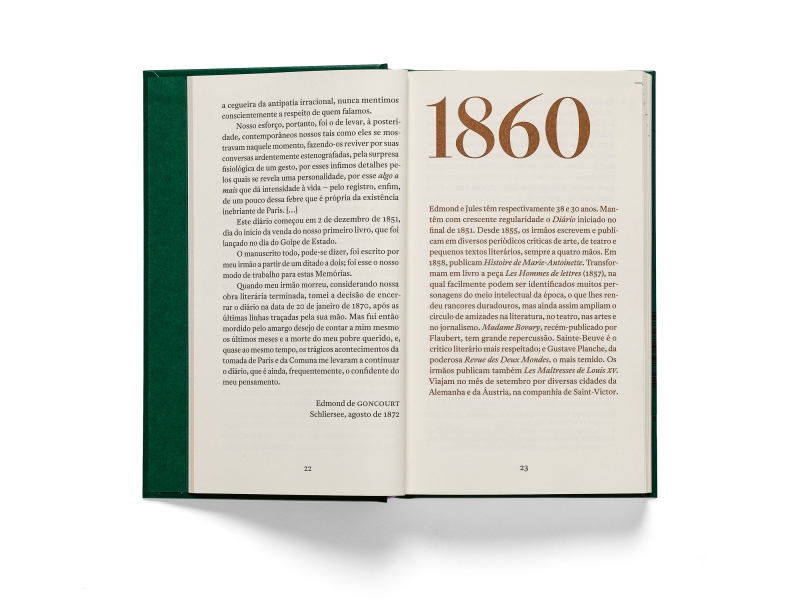 a cegueira da antipatia irracional, nunca mentimos
conscientemente a respeito de quem falamos.
Nosso esforço, portanto, foi o de levar, à posteri-
dade, contemporâneos nossos tais como eles se mos-
travam naquele momento, fazendo-os reviver por suas
conversas ardentemente estenografadas, pela surpresa
fisiológica de um gesto, por esses ínfimos detalhes pe-
los quais se revela uma personalidade, por esse algo a
mais que dá intensidade à vida – pelo registro, enfim,
de um pouco dessa febre que é própria da existência
inebriante de Paris. [...]
Este diário começou em 2 de dezembro de 1851,
dia do início da venda do nosso primeiro livro, que foi
lançado no dia do Golpe de Estado.
O manuscrito todo, pode-se dizer, foi escrito por
meu irmão a partir de um ditado a dois; foi esse o nosso
modo de trabalho para estas Memórias.
Quando meu irmão morreu, considerando nossa
obra literária terminada, tomei a decisão de encer-
rar o diário na data de 20 de janeiro de 1870, após as
últimas linhas traçadas pela sua mão. Mas fui então
mordido pelo amargo desejo de contar a mim mesmo
os últimos meses e a morte do meu pobre querido, e,
quase ao mesmo tempo, os trágicos acontecimentos da
tomada de Paris e da Comuna me levaram a continuar
o diário, que é ainda, frequentemente, o confidente do
meu pensamento.
Edmond de GONCOURT
Schliersee, agosto de 1872
22
1860
Edmond e Jules têm respectivamente 38 e 30 anos. Man-
têm com crescente regularidade o Diário iniciado no
final de 1851. Desde 1855, os irmãos escrevem e publi-
cam em diversos periódicos críticas de arte, de teatro e
pequenos textos literários, sempre a quatro mãos. Em
1858, publicam Histoire de Marie-Antoinette. Transfor-
mam em livro a peça Les Hommes de lettres (1857), na
qual facilmente podem ser identificados muitos per-
sonagens do meio intelectual da época, o que lhes ren-
deu rancores duradouros, mas ainda assim ampliam o
círculo de amizades na literatura, no teatro, nas artes e
no jornalismo. Madame Bovary, recém-publicado por
Flaubert, tem grande repercussão. Sainte-Beuve é o
crítico literário mais respeitado; e Gustave Planche, da
poderosa Revue des Deux Mondes, o mais temido. Os
irmãos publicam também Les Maîtresses de Louis XV.
Viajam no mês de setembro por diversas cidades da
Alemanha e da Áustria, na companhia de Saint-Victor.
23